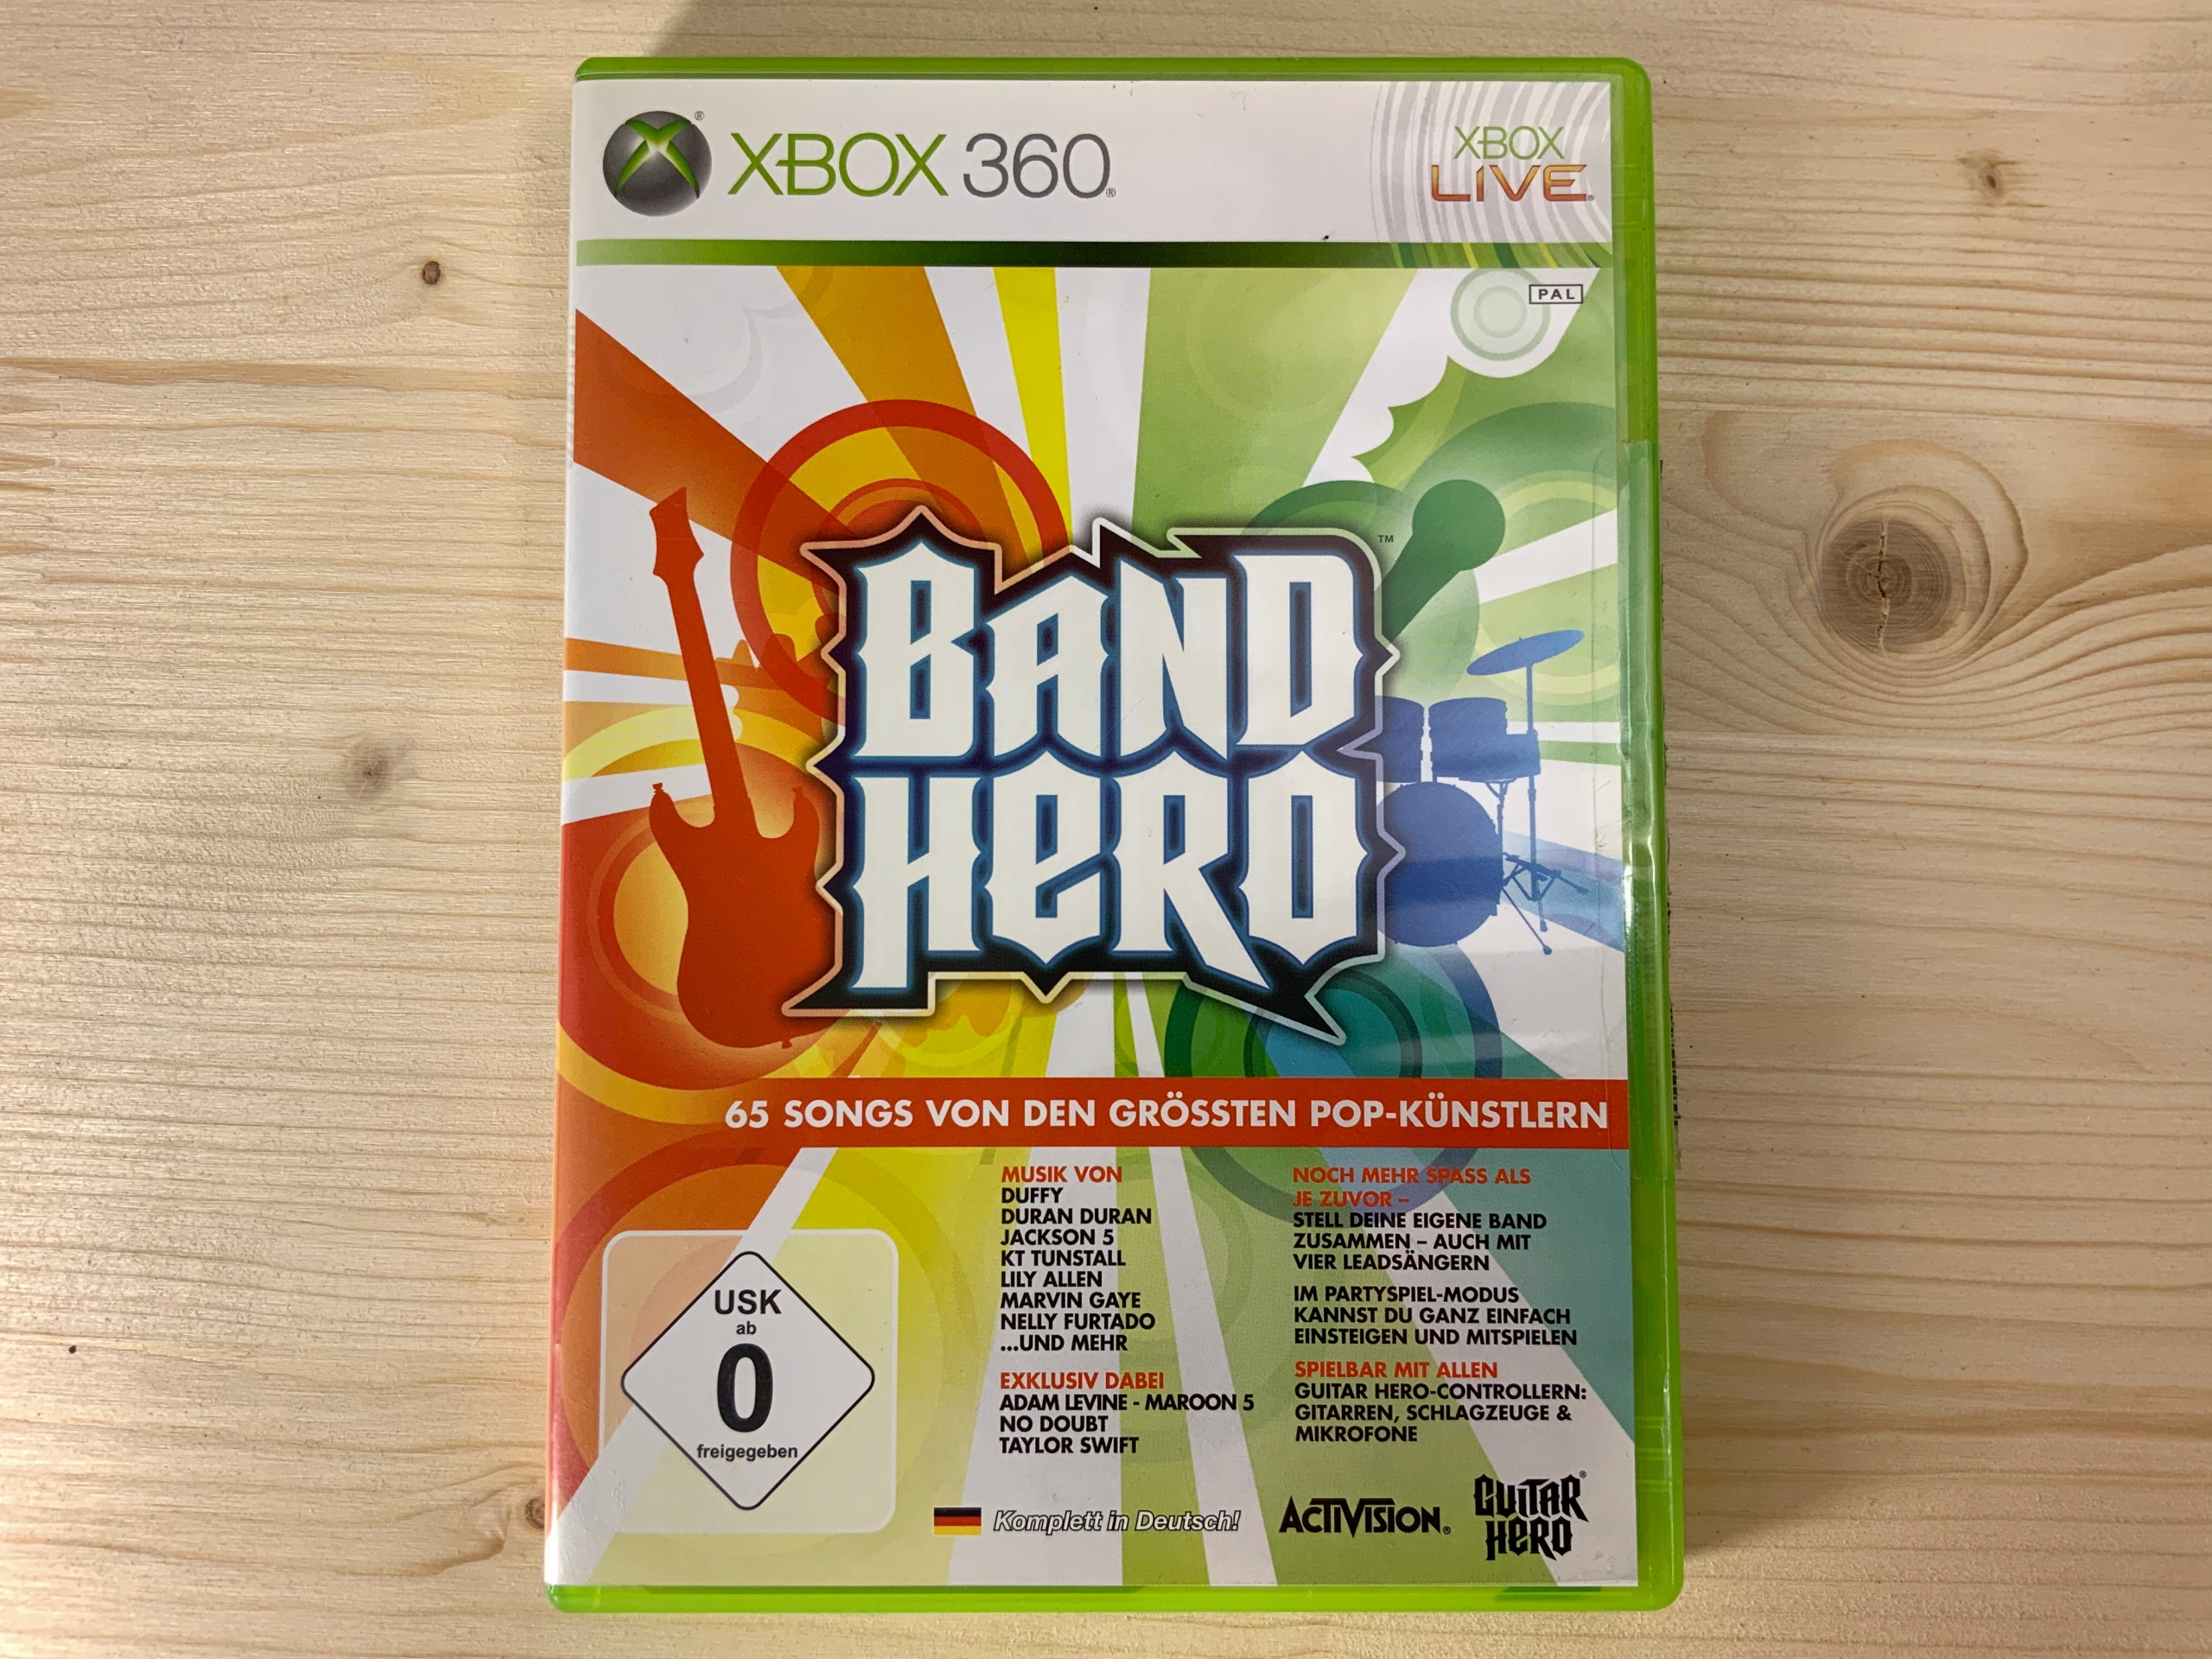 XBOX 360
XBOX
LIVE
PAL
BAND
HERO
™
65 SONGS VON DEN GRÖSSTEN POP-KÜNSTLERN
MUSIK VON
DUFFY
DURAN DURAN
JACKSON 5
KT TUNSTALL
LILY ALLEN
MARVIN GAYE
NELLY FURTADO
...UND MEHR
EXKLUSIV DABEI
ADAM LEVINE - MAROON 5
NO DOUBT
TAYLOR SWIFT
NOCH MEHR SPASS ALS
JE ZUVOR –
STELL DEINE EIGENE BAND
ZUSAMMEN – AUCH MIT
VIER LEADSÄNGERN
IM PARTYSPIEL-MODUS
KANNST DU GANZ EINFACH
EINSTEIGEN UND MITSPIELEN
SPIELBAR MIT ALLEN
GUITAR HERO-CONTROLLERN:
GITARREN, SCHLAGZEUGE &
MIKROFONE
USK
ab
0
freigegeben
Komplett in Deutsch!
ACTIVISION®
GUITAR®
HERO